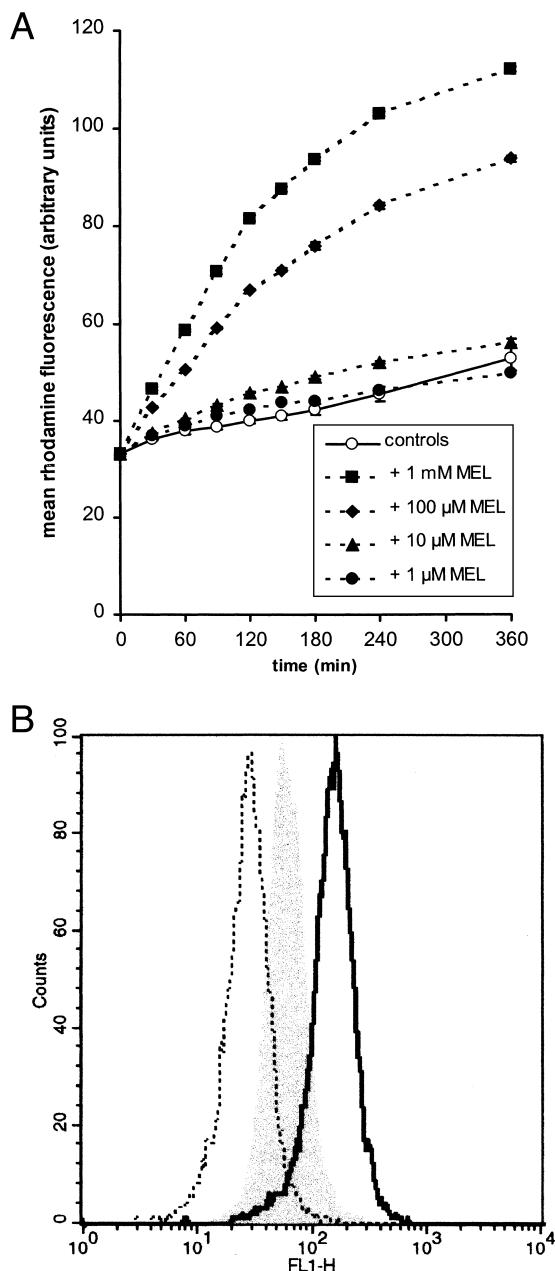 A
mean rhodamine fluorescence (arbitrary units)
120
100
80
60
40
20
0
controls
+ 1 mM MEL
+ 100 µM MEL
+ 10 µM MEL
+ 1 µM MEL
0 60 120 180 240 300 360
time (min)
B
Counts
100
80
60
40
20
0
10^0 10^1 10^2 10^3 10^4
FL1-H